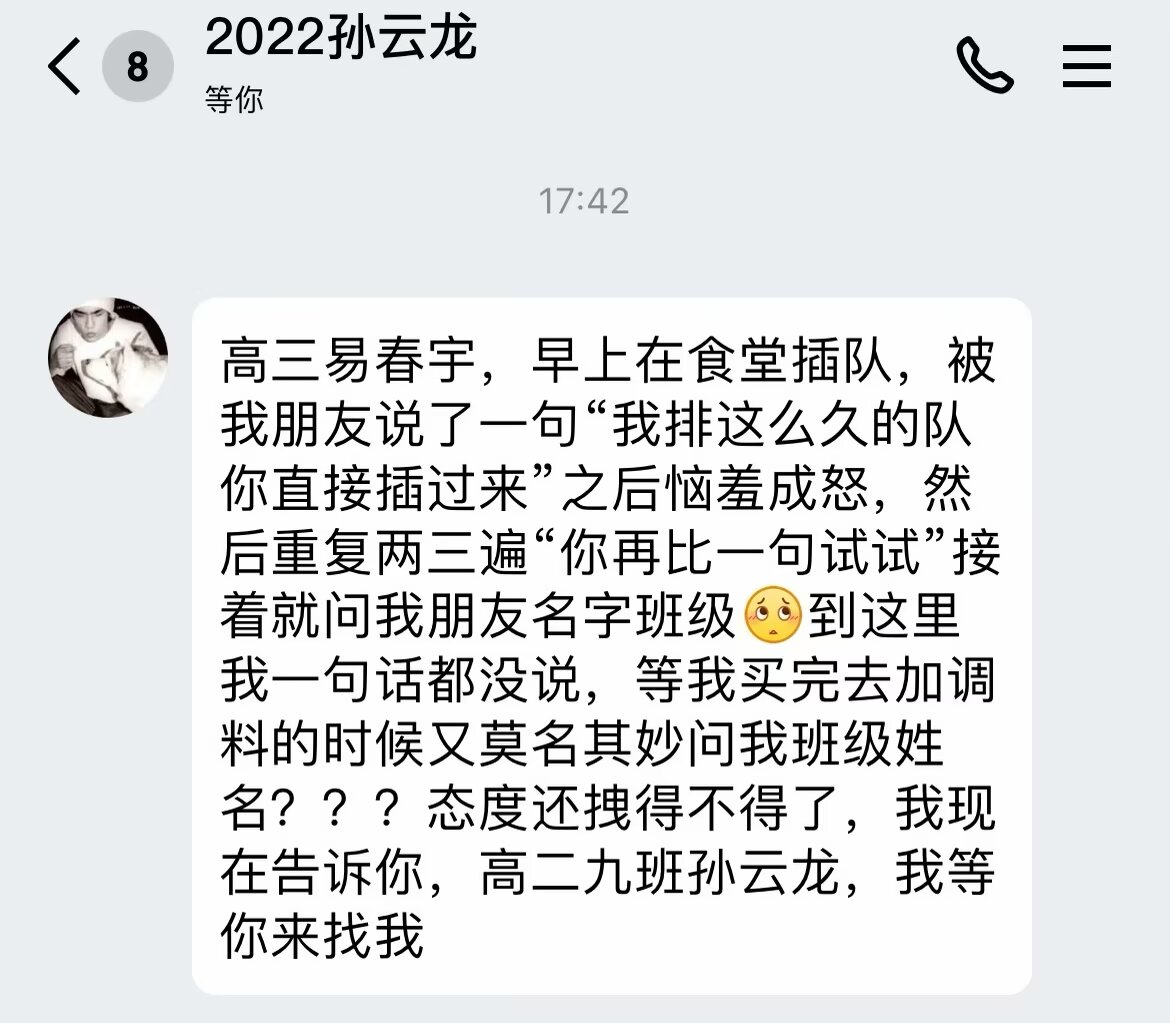 8
2022孙云龙
等你
17:42
高三易春宇，早上在食堂插队，被
我朋友说了一句“我排这么久的队
你直接插过来”之后恼羞成怒，然
后重复两三遍“你再比一句试试”接
着就问我朋友名字班级🥺到这里
我一句话都没说，等我买完去加调
料的时候又莫名其妙问我班级姓
名？？？态度还拽得不得了，我现
在告诉你，高二九班孙云龙，我等
你来找我